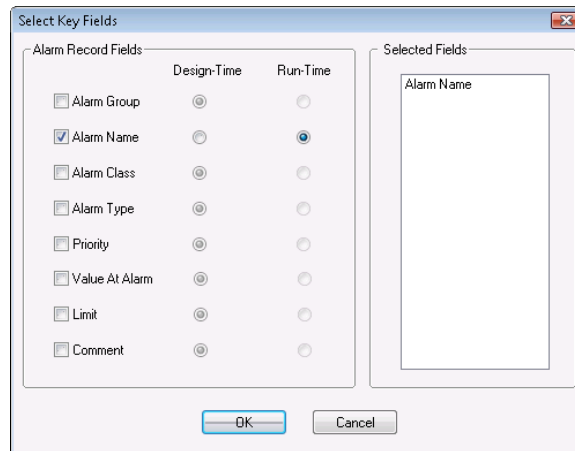 Select Key Fields
Alarm Record Fields
Design-Time Run-Time
Alarm Group
Alarm Name
Alarm Class
Alarm Type
Priority
Value At Alarm
Limit
Comment
Selected Fields
Alarm Name
OK Cancel